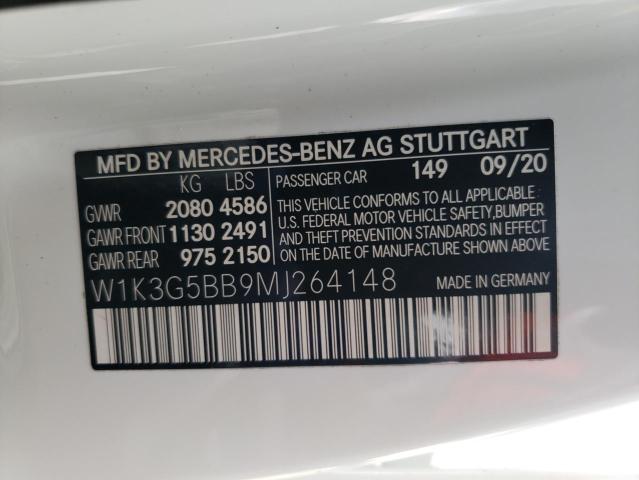 MFD BY MERCEDES-BENZ AG STUTTGART
KG LBS
GVWR 2080 4586
GAWR FRONT 1130 2491
GAWR REAR 975 2150
PASSENGER CAR 149 09/20
THIS VEHICLE CONFORMS TO ALL APPLICABLE
U.S. FEDERAL MOTOR VEHICLE SAFETY, BUMPER
AND THEFT PREVENTION STANDARDS IN EFFECT
ON THE DATE OF MANUFACTURE SHOWN ABOVE
W1K3G5BB9MJ264148 MADE IN GERMANY